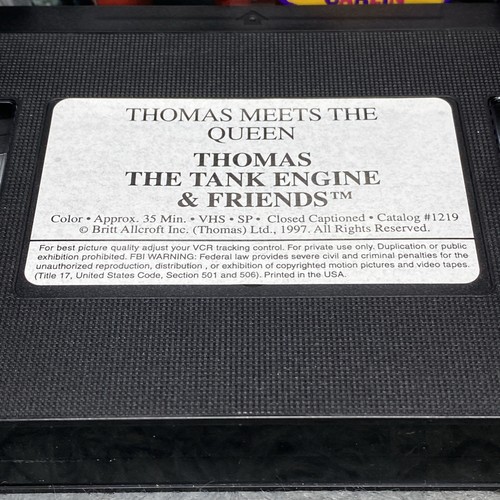 THOMAS MEETS THE
QUEEN
THOMAS
THE TANK ENGINE
& FRIENDS™
Color • Approx. 35 Min. • VHS • SP • Closed Captioned • Catalog #1219
© Britt Allcroft Inc. (Thomas) Ltd., 1997. All Rights Reserved.
For best picture quality adjust your VCR tracking control. For private use only. Duplication or public
exhibition prohibited. FBI WARNING: Federal law provides severe civil and criminal penalties for the
unauthorized reproduction, distribution , or exhibition of copyrighted motion pictures and video tapes.
(Title 17, United States Code, Section 501 and 506). Printed in the USA.